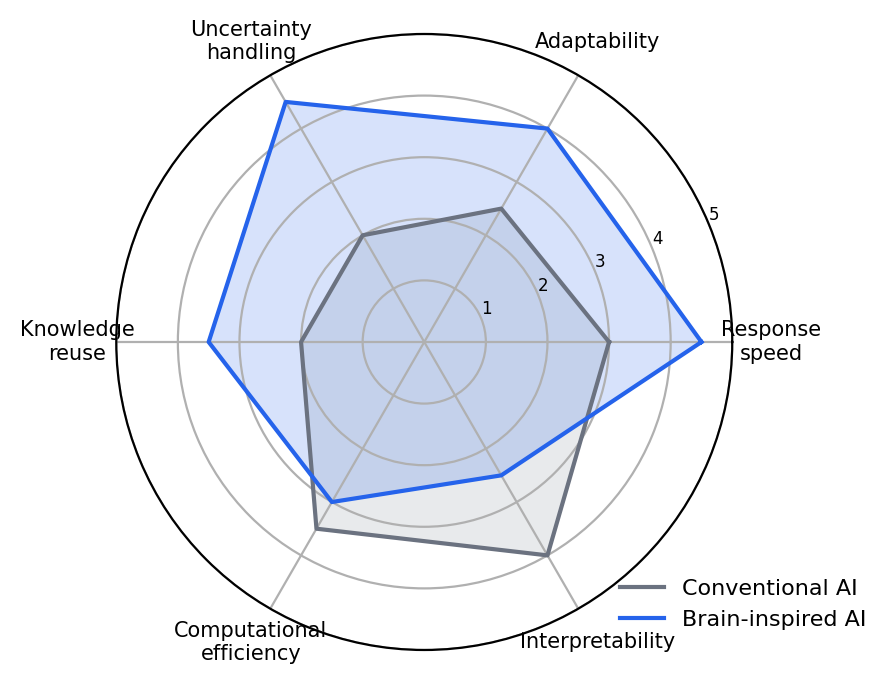 Uncertainty
handling
Adaptability
5
4
3
2
1
Knowledge
reuse
Response
speed
Conventional AI
Brain-inspired AI
Computational
efficiency
Interpretability